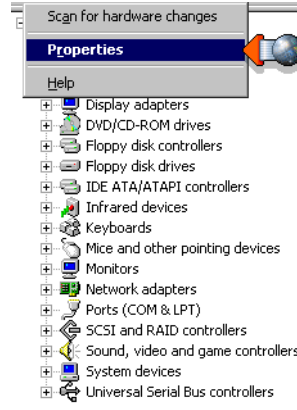 Scan for hardware changes
Properties
Help
Display adapters
DVD/CD-ROM drives
Floppy disk controllers
Floppy disk drives
IDE ATA/ATAPI controllers
Infrared devices
Keyboards
Mice and other pointing devices
Monitors
Network adapters
Ports (COM & LPT)
SCSI and RAID controllers
Sound, video and game controllers
System devices
Universal Serial Bus controllers